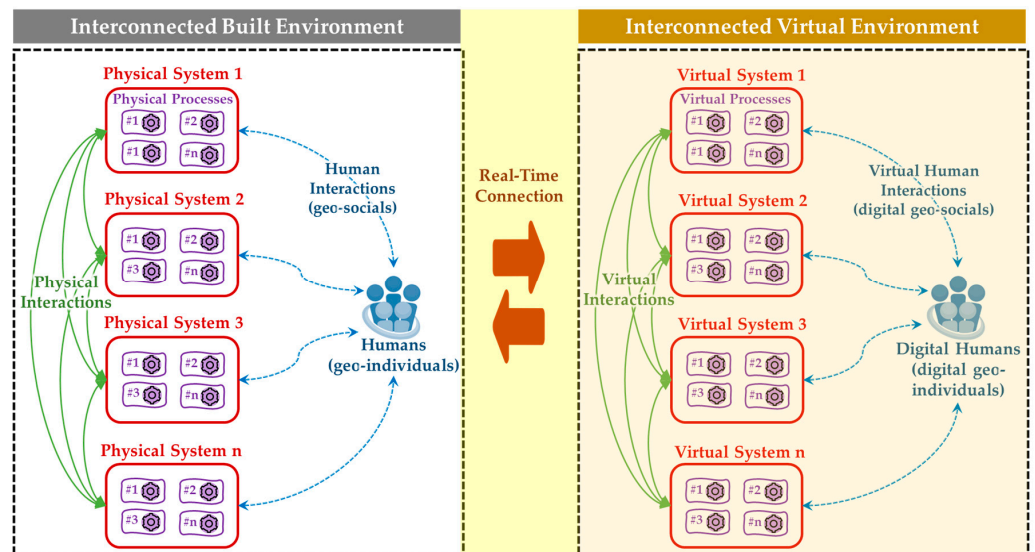 Interconnected Built Environment
Physical System 1
Physical Processes
#1
#2
#1
#n
Human
Interactions
(geo-socials)
Physical System 2
#1
#2
#3
#n
Physical
Interactions
Physical System 3
#1
#2
#3
#n
Humans
(geo-individuals)
Physical System n
#1
#2
#3
#n
Real-Time
Connection
Interconnected Virtual Environment
Virtual System 1
Virtual Processes
#1
#2
#1
#n
Virtual Human
Interactions
(digital geo-socials)
Virtual System 2
#1
#2
#3
#n
Virtual
Interactions
Virtual System 3
#1
#2
#3
#n
Digital Humans
(digital geo-
individuals)
Virtual System n
#1
#2
#3
#n